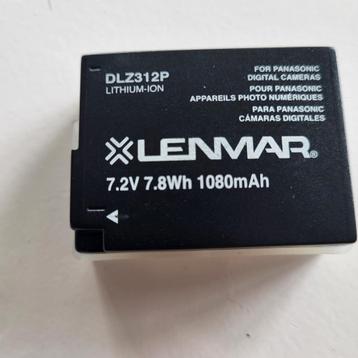 DLZ312P
LITHIUM-ION
FOR PANASONIC
DIGITAL CAMERAS
POUR PANASONIC
APPAREILS PHOTO NUMÉRIQUES
PARA PANASONIC
CÁMARAS DIGITALES
LENMAR®
7.2V 7.8Wh 1080mAh